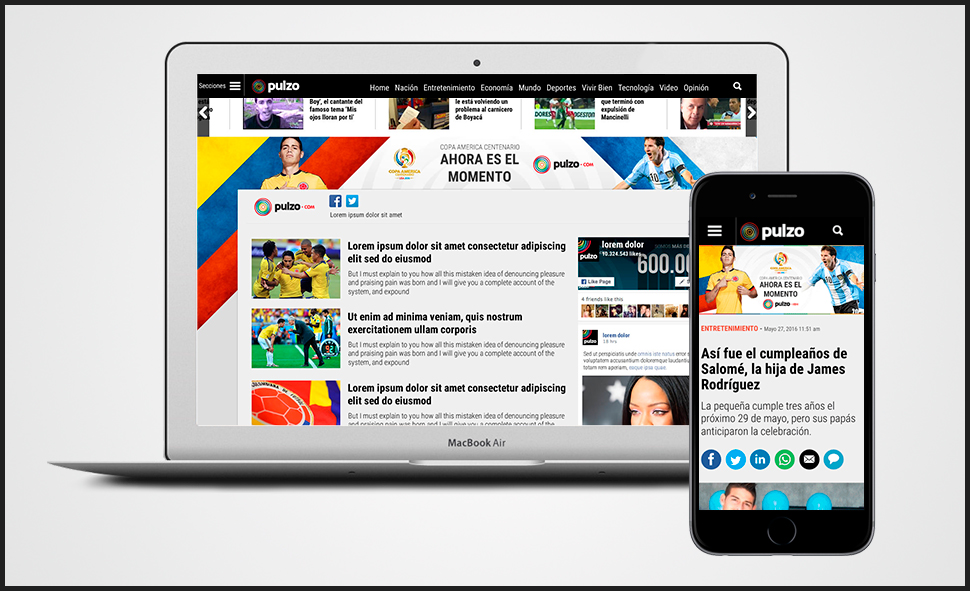 Secciones
pulzo
Home Nación Entretenimiento Economía Mundo Deportes Vivir Bien Tecnología Video Opinión
Boy', el cantante del
famoso tema 'Mis
ojos lloran por ti'
le está volviendo un
problema al carnicero
de Boyacá
que terminó con
expulsión de
Mancinelli
COPA AMERICA
CENTENARIO
COPA AMERICA CENTENARIO
AHORA ES EL
MOMENTO
pulzo.COM
10
pulzo.COM
Lorem ipsum dolor sit amet
Lorem ipsum dolor sit amet consectetur adipiscing
elit sed do eiusmod
But I must explain to you how all this mistaken idea of denouncing pleasure
and praising pain was born and I will give you a complete account of the
system, and expound
Ut enim ad minima veniam, quis nostrum
exercitationem ullam corporis
But I must explain to you how all this mistaken idea of denouncing pleasure
and praising pain was born and I will give you a complete account of the
system, and expound
Lorem ipsum dolor sit amet consectetur adipiscing
elit sed do eiusmod
But I must explain to you how all this mistaken idea of denouncing pleasure
and praising pain was born and I will give you a complete account of the
pulzo
lorem dolor
10.324.543 likes
SOMOS MÁS DE
600.0
Like Page
4 friends like this
pulzo
lorem dolor
18 hrs
Sed ut perspiciatis unde omnis iste natus error s
voluptatem accusantium doloremque laudantiu
totam rem aperiam, eaque ipsa quae
MacBook Air
pulzo
COPA AMERICA CENTENARIO
AHORA ES EL
MOMENTO
pulzo.COM
ENTRETENIMIENTO - Mayo 27, 2016 11:51 am
Así fue el cumpleaños de
Salomé, la hija de James
Rodríguez
La pequeña cumple tres años el
próximo 29 de mayo, pero sus papás
anticiparon la celebración.